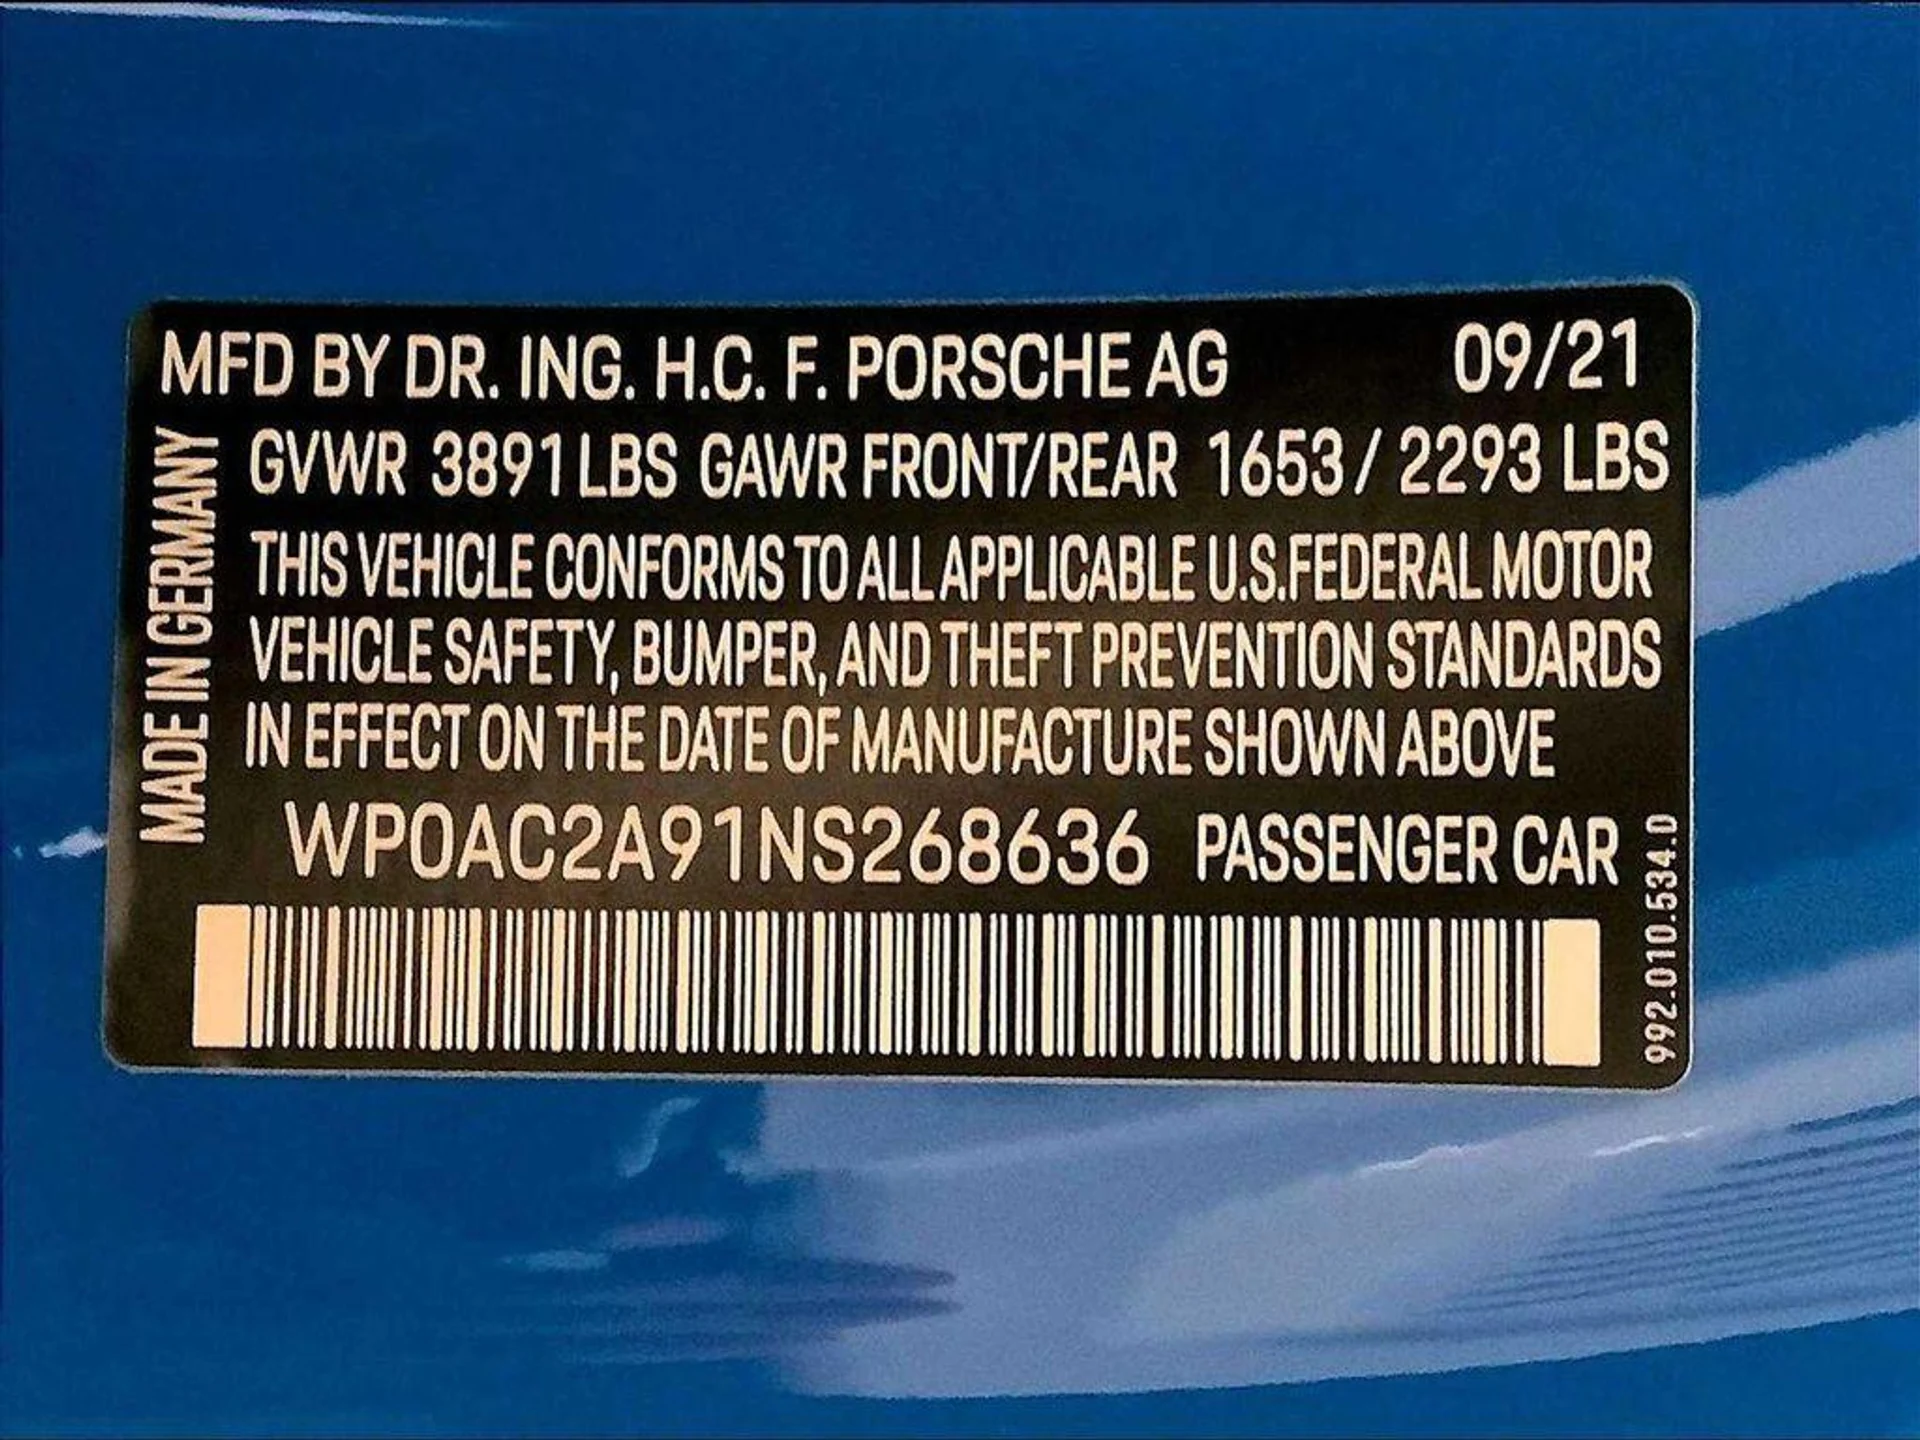 MFD BY DR. ING. H.C. F. PORSCHE AG 09/21
GVWR 3891 LBS GAWR FRONT/REAR 1653 / 2293 LBS
THIS VEHICLE CONFORMS TO ALL APPLICABLE U.S.FEDERAL MOTOR
VEHICLE SAFETY, BUMPER, AND THEFT PREVENTION STANDARDS
IN EFFECT ON THE DATE OF MANUFACTURE SHOWN ABOVE
WP0AC2A91NS268636 PASSENGER CAR
MADE IN GERMANY
992.010.534.D